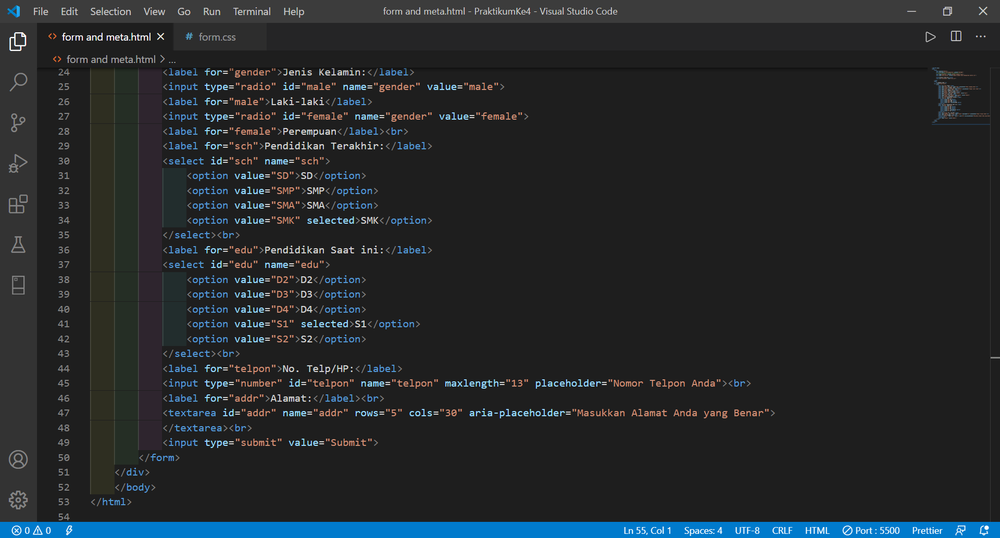 File Edit Selection View Go Run Terminal Help form and meta.html - PraktikumKe4 - Visual Studio Code
form and meta.html # form.css
form and meta.html > ...
24 <label for="gender">Jenis Kelamin:</label>
25 <input type="radio" id="male" name="gender" value="male">
26 <label for="male">Laki-laki</label>
27 <input type="radio" id="female" name="gender" value="female">
28 <label for="female">Perempuan</label><br>
29 <label for="sch">Pendidikan Terakhir:</label>
30 <select id="sch" name="sch">
31 <option value="SD">SD</option>
32 <option value="SMP">SMP</option>
33 <option value="SMA">SMA</option>
34 <option value="SMK" selected>SMK</option>
35 </select><br>
36 <label for="edu">Pendidikan Saat ini:</label>
37 <select id="edu" name="edu">
38 <option value="D2">D2</option>
39 <option value="D3">D3</option>
40 <option value="D4">D4</option>
41 <option value="S1" selected>S1</option>
42 <option value="S2">S2</option>
43 </select><br>
44 <label for="telpon">No. Telp/HP:</label>
45 <input type="number" id="telpon" name="telpon" maxlength="13" placeholder="Nomor Telpon Anda"><br>
46 <label for="addr">Alamat:</label><br>
47 <textarea id="addr" name="addr" rows="5" cols="30" aria-placeholder="Masukkan Alamat Anda yang Benar">
48 </textarea><br>
49 <input type="submit" value="Submit">
50 </form>
51 </div>
52 </body>
53 </html>
54
0 0 Ln 55, Col 1 Spaces: 4 UTF-8 CRLF HTML Port : 5500 Prettier